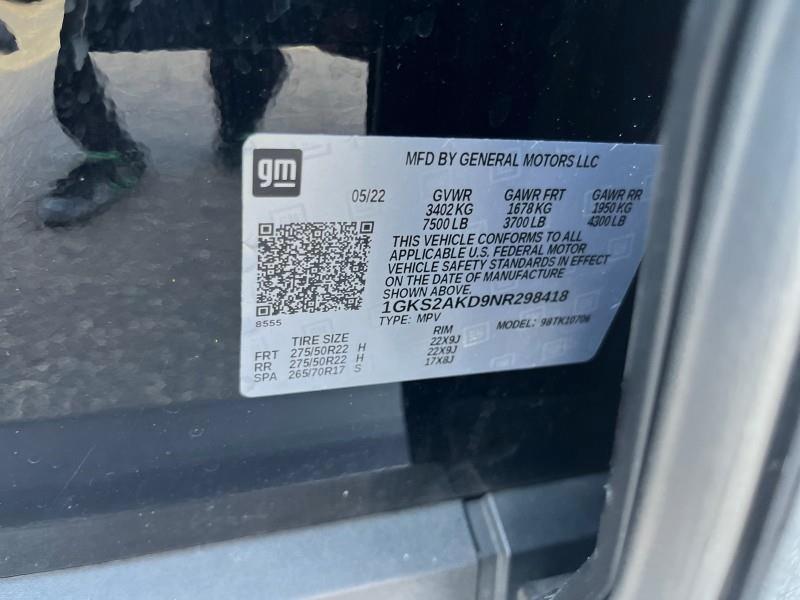 gm
MFD BY GENERAL MOTORS LLC
05/22 GVWR GAWR FRT GAWR RR
3402 KG 1678 KG 1950 KG
7500 LB 3700 LB 4300 LB
THIS VEHICLE CONFORMS TO ALL
APPLICABLE U.S. FEDERAL MOTOR
VEHICLE SAFETY STANDARDS IN EFFECT
ON THE DATE OF MANUFACTURE
SHOWN ABOVE.
1GKS2AKD9NR298418
8555
TYPE: MPV MODEL: 98TK10706
TIRE SIZE RIM
FRT 275/50R22 H 22X9J
RR 275/50R22 H 22X9J
SPA 265/70R17 S 17X8J